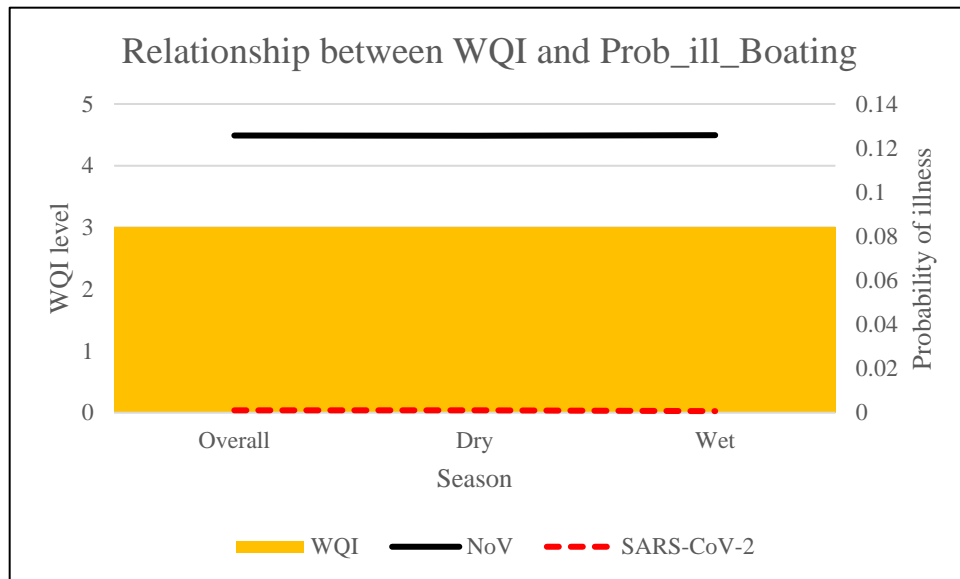 Relationship between WQI and Prob_ill_Boating
5
4
3
2
1
0
WQI level
0.14
0.12
0.1
0.08
0.06
0.04
0.02
0
Probability of illness
Overall
Dry
Wet
Season
WQI
NoV
SARS-CoV-2